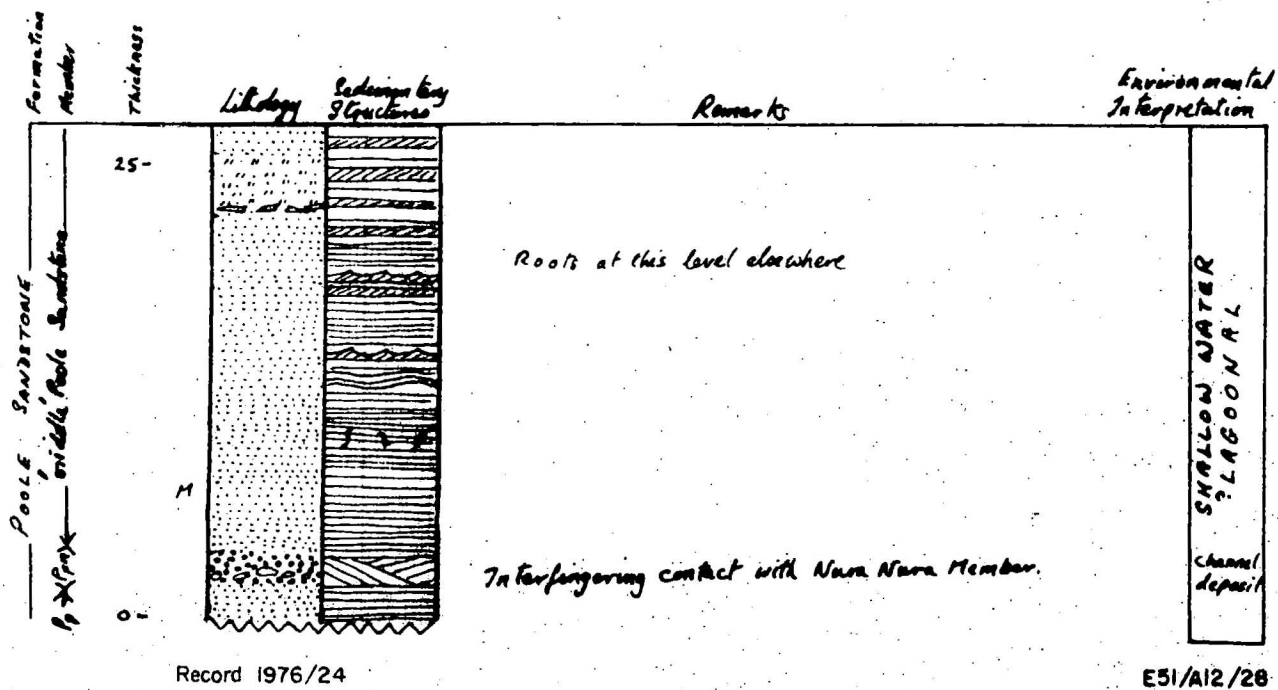 Formation
Member
Thickness
Lithology
Sedimentary
Structures
Remarks
Environmental
Interpretation
POOLE SANDSTONE
'middle' Poole Sandstone
25-
Roots at this level elsewhere
SHALLOW WATER
?LAGOONAL
M
Interfingering contact with Nura Nura Member.
channel
deposit
0-
Record 1976/24
E51/A12/28